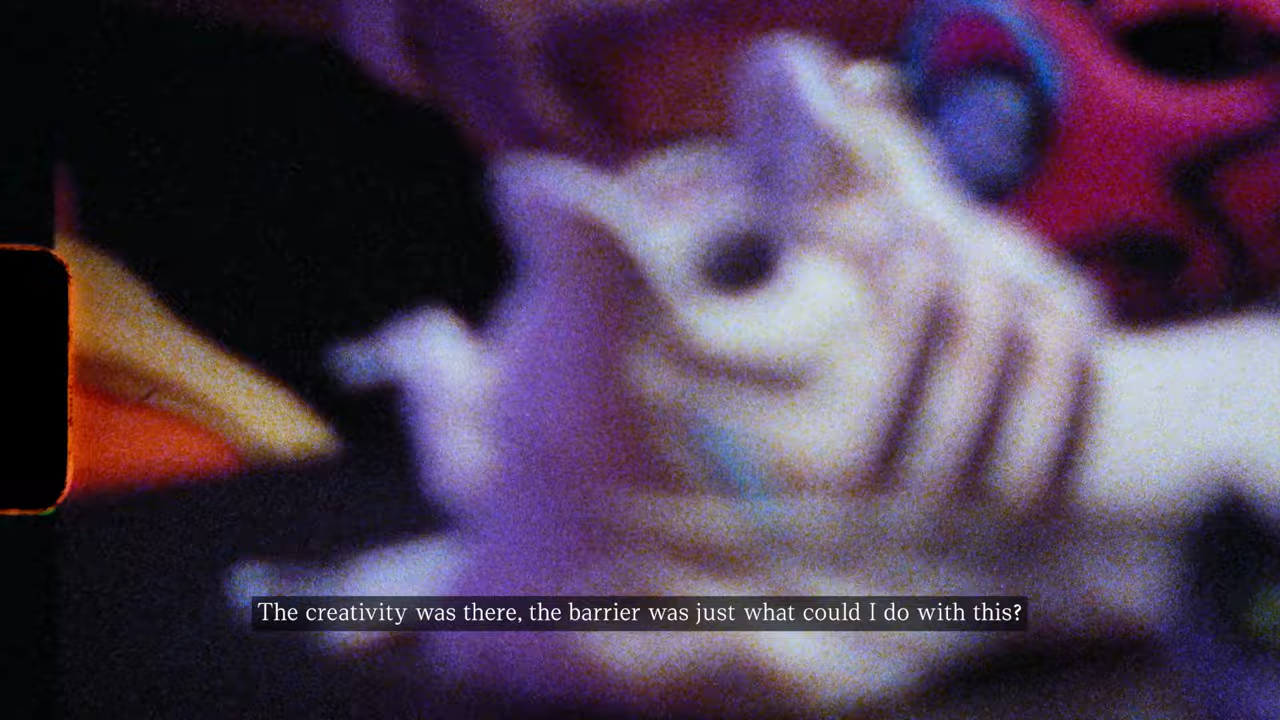 The creativity was there, the barrier was just what could I do with this?